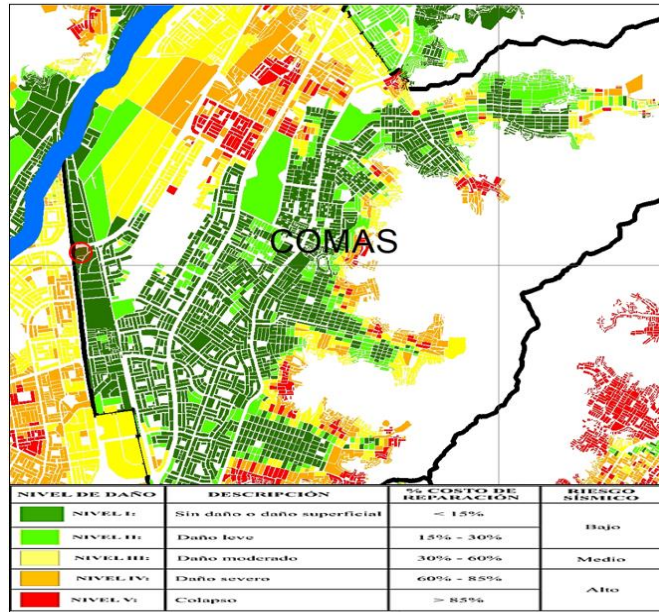 COMAS
NIVEL DE DAÑO DESCRIPCIÓN % COSTO DE REPARACIÓN RIESGO SÍSMICO
NIVEL I: Sin daño o daño superficial < 15% Bajo
NIVEL II: Daño leve 15% - 30%
NIVEL III: Daño moderado 30% - 60% Medio
NIVEL IV: Daño severo 60% - 85% Alto
NIVEL V: Colapso > 85%